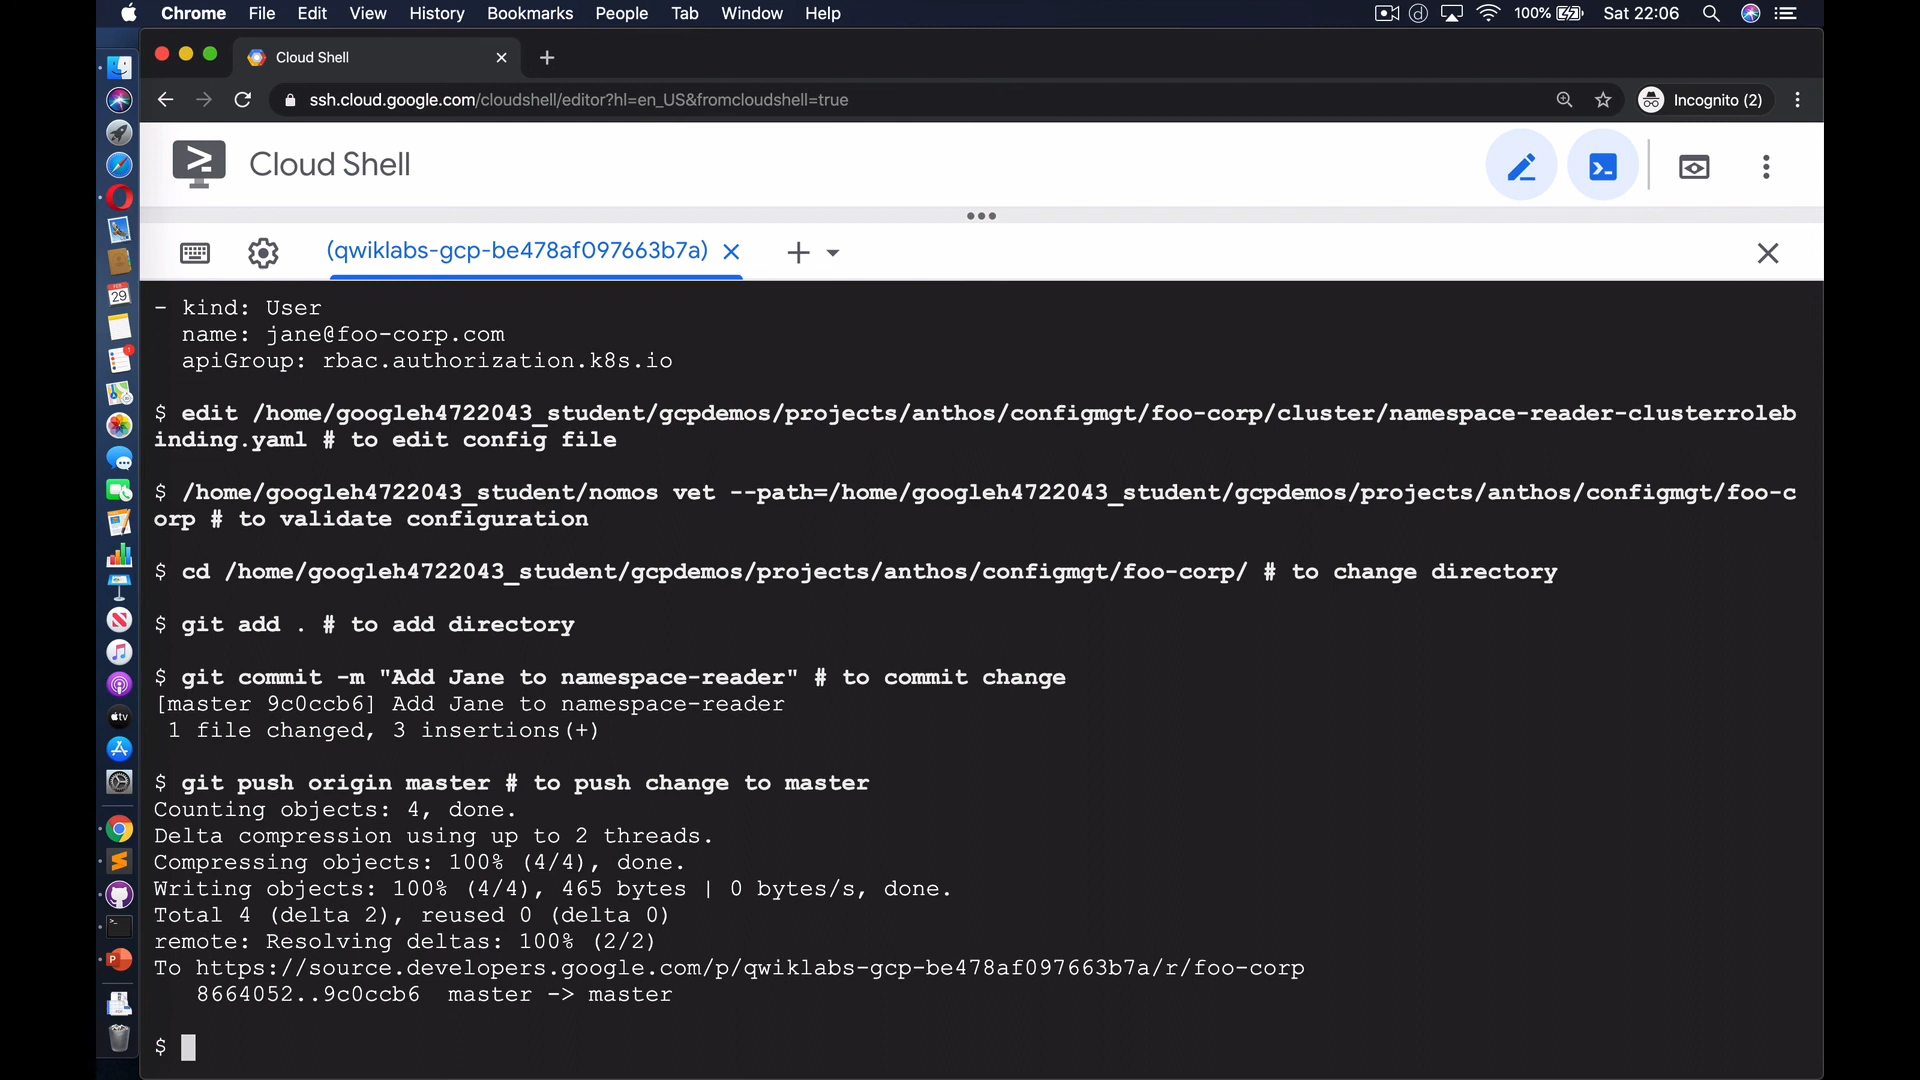 Chrome File Edit View History Bookmarks People Tab Window Help 100% Sat 22:06
Cloud Shell
ssh.cloud.google.com/cloudshell/editor?hl=en_US&fromcloudshell=true Incognito (2)
Cloud Shell
(qwiklabs-gcp-be478af097663b7a)
- kind: User
name: jane@foo-corp.com
apiGroup: rbac.authorization.k8s.io
$ edit /home/googleh4722043_student/gcpdemos/projects/anthos/configmgt/foo-corp/cluster/namespace-reader-clusterroleb
inding.yaml # to edit config file
$ /home/googleh4722043_student/nomos vet --path=/home/googleh4722043_student/gcpdemos/projects/anthos/configmgt/foo-c
orp # to validate configuration
$ cd /home/googleh4722043_student/gcpdemos/projects/anthos/configmgt/foo-corp/ # to change directory
$ git add . # to add directory
$ git commit -m "Add Jane to namespace-reader" # to commit change
[master 9c0ccb6] Add Jane to namespace-reader
1 file changed, 3 insertions(+)
$ git push origin master # to push change to master
Counting objects: 4, done.
Delta compression using up to 2 threads.
Compressing objects: 100% (4/4), done.
Writing objects: 100% (4/4), 465 bytes | 0 bytes/s, done.
Total 4 (delta 2), reused 0 (delta 0)
remote: Resolving deltas: 100% (2/2)
To https://source.developers.google.com/p/qwiklabs-gcp-be478af097663b7a/r/foo-corp
8664052..9c0ccb6 master -> master
$
29
1
tv
P